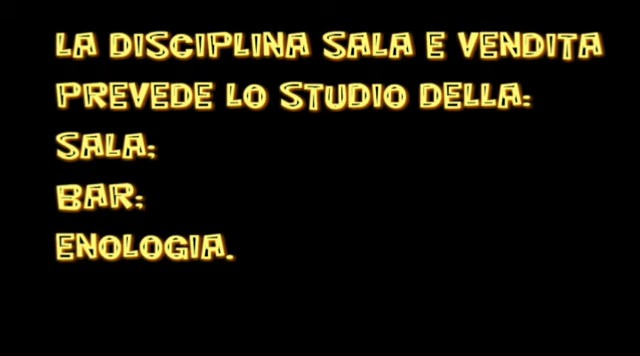 LA DISCIPLINA SALA E VENDITA
PREVEDE LO STUDIO DELLA:
SALA;
BAR;
ENOLOGIA.